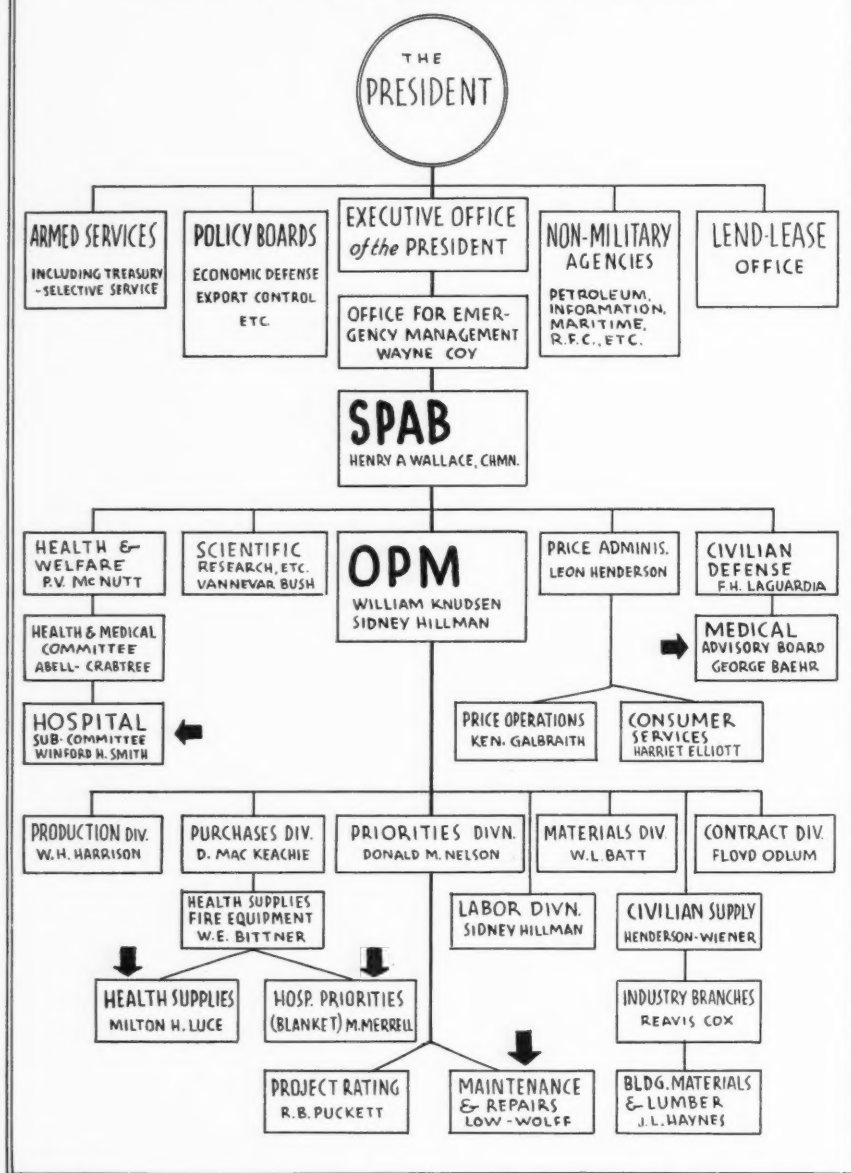 THE
PRESIDENT
ARMED SERVICES
INCLUDING TREASURY
-SELECTIVE SERVICE
POLICY BOARDS
ECONOMIC DEFENSE
EXPORT CONTROL
ETC.
EXECUTIVE OFFICE
of the PRESIDENT
NON-MILITARY
AGENCIES
PETROLEUM,
INFORMATION,
MARITIME,
R.F.C., ETC.
LEND-LEASE
OFFICE
OFFICE FOR EMER-
GENCY MANAGEMENT
WAYNE COY
SPAB
HENRY A WALLACE, CHMN.
HEALTH &
WELFARE
P.V. McNUTT
SCIENTIFIC
RESEARCH, ETC.
VANNEVAR BUSH
OPM
WILLIAM KNUDSEN
SIDNEY HILLMAN
PRICE ADMINIS.
LEON HENDERSON
CIVILIAN
DEFENSE
F.H. LAGUARDIA
HEALTH & MEDICAL
COMMITTEE
ABELL-CRABTREE
MEDICAL
ADVISORY BOARD
GEORGE BAEHR
HOSPITAL
SUB-COMMITTEE
WINFORD H. SMITH
PRICE OPERATIONS
KEN. GALBRAITH
CONSUMER
SERVICES
HARRIET ELLIOTT
PRODUCTION DIV.
W.H. HARRISON
PURCHASES DIV.
D. MAC KEACHIE
PRIORITIES DIVN.
DONALD M. NELSON
MATERIALS DIV.
W.L. BATT
CONTRACT DIV.
FLOYD ODLUM
HEALTH SUPPLIES
FIRE EQUIPMENT
W.E. BITTNER
LABOR DIVN.
SIDNEY HILLMAN
CIVILIAN SUPPLY
HENDERSON-WIENER
HEALTH SUPPLIES
MILTON H. LUCE
HOSP. PRIORITIES
(BLANKET) M. MERRELL
INDUSTRY BRANCHES
REAVIS COX
PROJECT RATING
R.B. PUCKETT
MAINTENANCE
& REPAIRS
LOW-WOLFF
BLDG. MATERIALS
& LUMBER
J.L. HAYNES